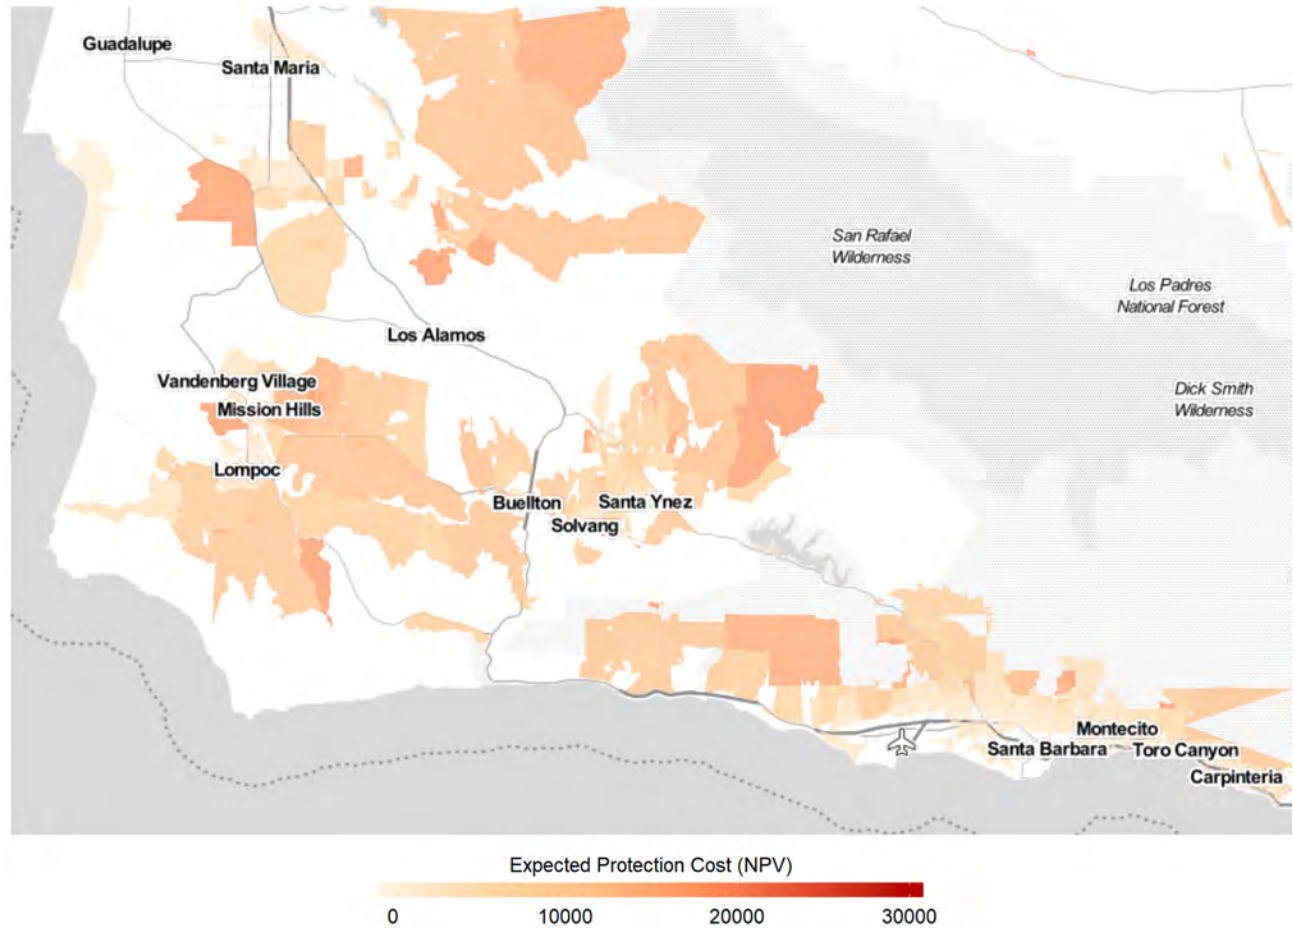 Guadalupe
Santa Maria
San Rafael
Wilderness
Los Padres
National Forest
Los Alamos
Vandenberg Village
Mission Hills
Dick Smith
Wilderness
Lompoc
Buellton
Santa Ynez
Solvang
Montecito
Santa Barbara
Toro Canyon
Carpinteria
Expected Protection Cost (NPV)
0
10000
20000
30000